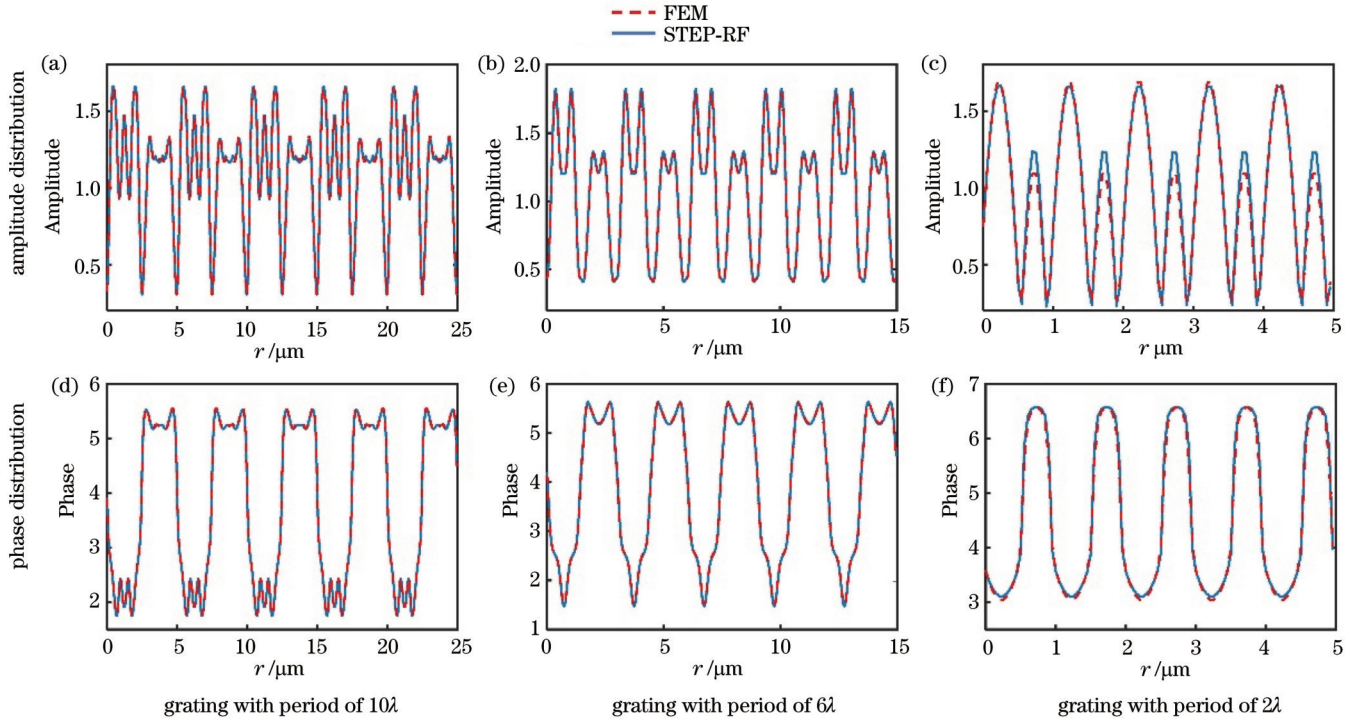 FEM
STEP-RF
(a)
amplitude distribution
Amplitude
1.5
1.0
0.5
0 5 10 15 20 25
r /μm
(b)
Amplitude
2.0
1.5
1.0
0.5
0 5 10 15
r /μm
(c)
Amplitude
1.5
1.0
0.5
0 1 2 3 4 5
r μm
(d)
phase distribution
Phase
6
5
4
3
2
0 5 10 15 20 25
r /μm
(e)
Phase
6
5
4
3
2
1
0 5 10 15
r /μm
(f)
Phase
7
6
5
4
3
0 1 2 3 4 5
r /μm
grating with period of 10λ
grating with period of 6λ
grating with period of 2λ